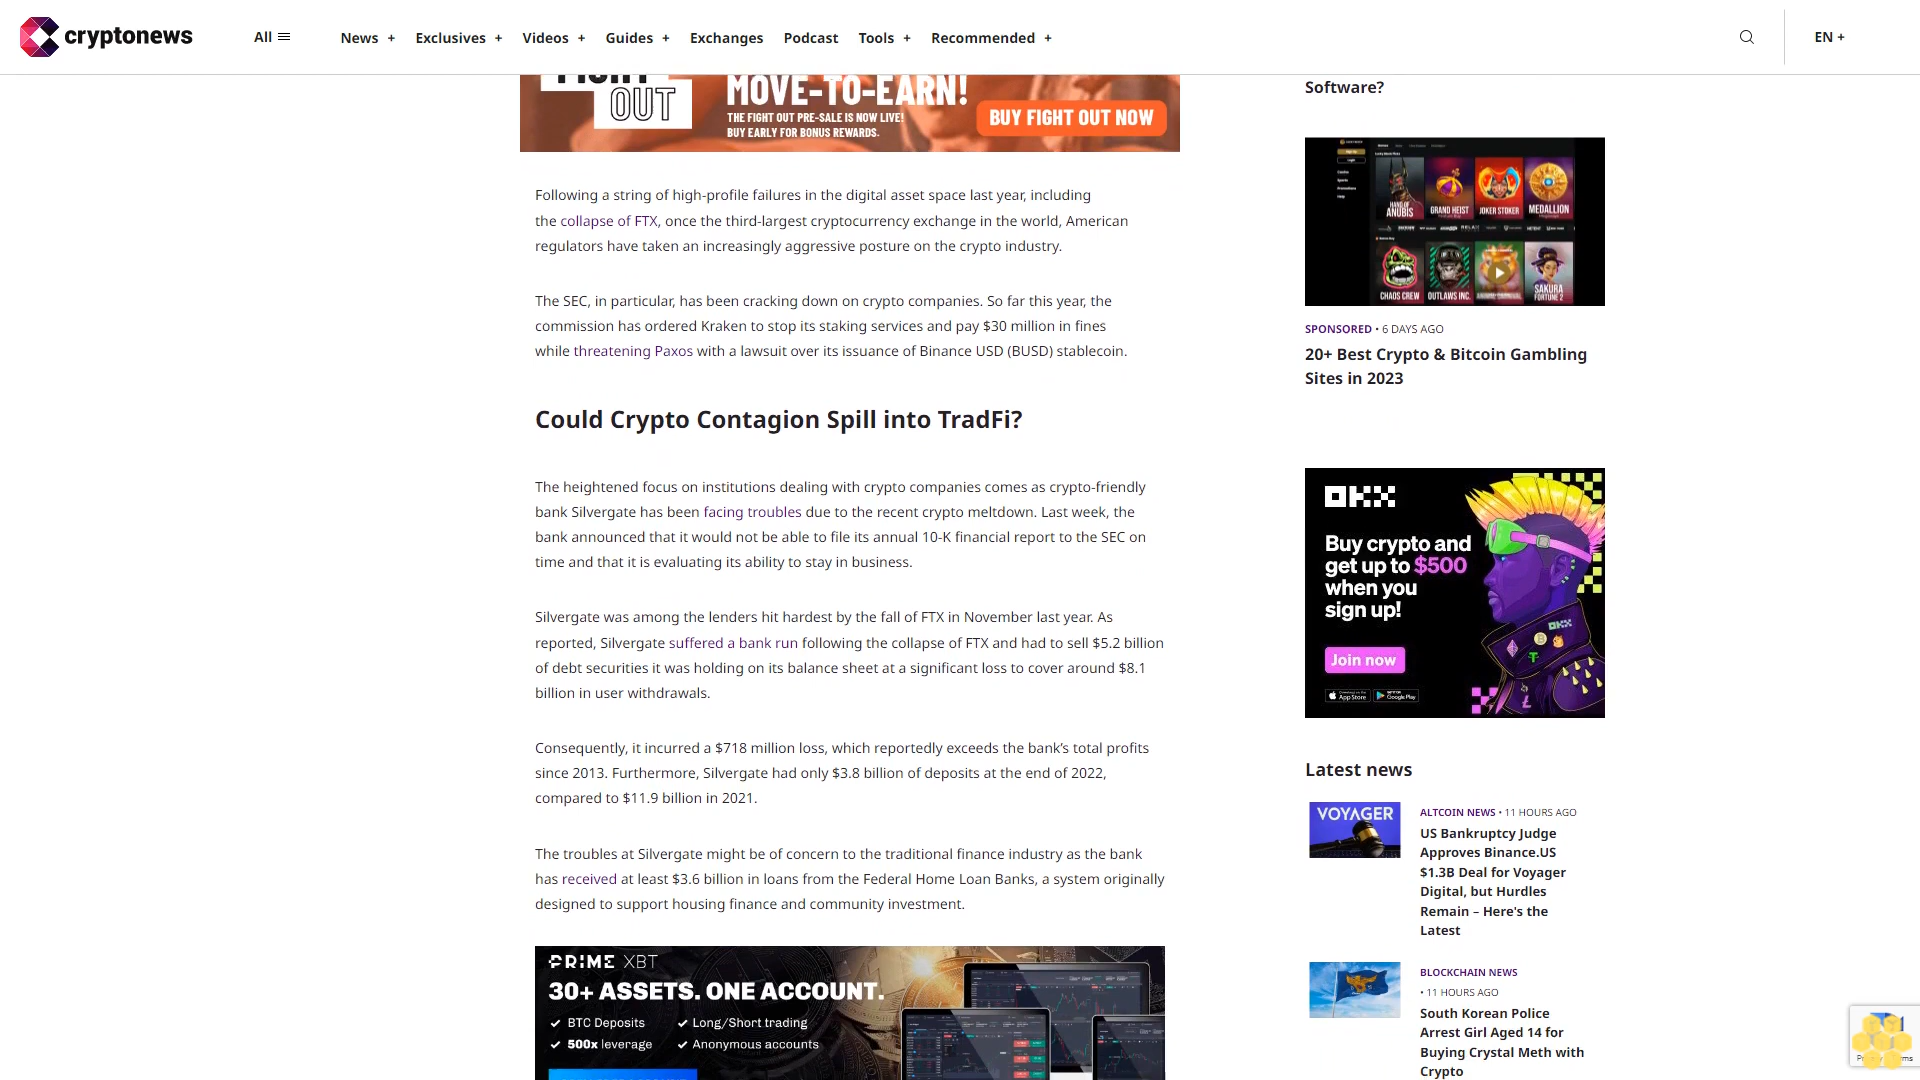 cryptonews
All
News +
Exclusives +
Videos +
Guides +
Exchanges
Podcast
Tools +
Recommended +
EN +
OUT
MOVE-TO-EARN!
THE FIGHT OUT PRE-SALE IS NOW LIVE!
BUY EARLY FOR BONUS REWARDS.
BUY FIGHT OUT NOW
Following a string of high-profile failures in the digital asset space last year, including
the collapse of FTX, once the third-largest cryptocurrency exchange in the world, American
regulators have taken an increasingly aggressive posture on the crypto industry.
The SEC, in particular, has been cracking down on crypto companies. So far this year, the
commission has ordered Kraken to stop its staking services and pay $30 million in fines
while threatening Paxos with a lawsuit over its issuance of Binance USD (BUSD) stablecoin.
Could Crypto Contagion Spill into TradFi?
The heightened focus on institutions dealing with crypto companies comes as crypto-friendly
bank Silvergate has been facing troubles due to the recent crypto meltdown. Last week, the
bank announced that it would not be able to file its annual 10-K financial report to the SEC on
time and that it is evaluating its ability to stay in business.
Silvergate was among the lenders hit hardest by the fall of FTX in November last year. As
reported, Silvergate suffered a bank run following the collapse of FTX and had to sell $5.2 billion
of debt securities it was holding on its balance sheet at a significant loss to cover around $8.1
billion in user withdrawals.
Consequently, it incurred a $718 million loss, which reportedly exceeds the bank's total profits
since 2013. Furthermore, Silvergate had only $3.8 billion of deposits at the end of 2022,
compared to $11.9 billion in 2021.
The troubles at Silvergate might be of concern to the traditional finance industry as the bank
has received at least $3.6 billion in loans from the Federal Home Loan Banks, a system originally
designed to support housing finance and community investment.
PRIME XBT
30+ ASSETS. ONE ACCOUNT.
BTC Deposits
Long/Short trading
500x leverage
Anonymous accounts
Software?
HAND OF
ANUBIS
GRAND HEIST
JOKER STOKER
MEDALLION
CHAOS CREW
OUTLAWS INC.
SAKURA
FORTUNE 2
SPONSORED • 6 DAYS AGO
20+ Best Crypto & Bitcoin Gambling
Sites in 2023
OKX
Buy crypto and
get up to $500
when you
sign up!
Join now
App Store
Google Play
Latest news
VOYAGER
ALTCOIN NEWS • 11 HOURS AGO
US Bankruptcy Judge
Approves Binance.US
$1.3B Deal for Voyager
Digital, but Hurdles
Remain – Here's the
Latest
BLOCKCHAIN NEWS
• 11 HOURS AGO
South Korean Police
Arrest Girl Aged 14 for
Buying Crystal Meth with
Crypto